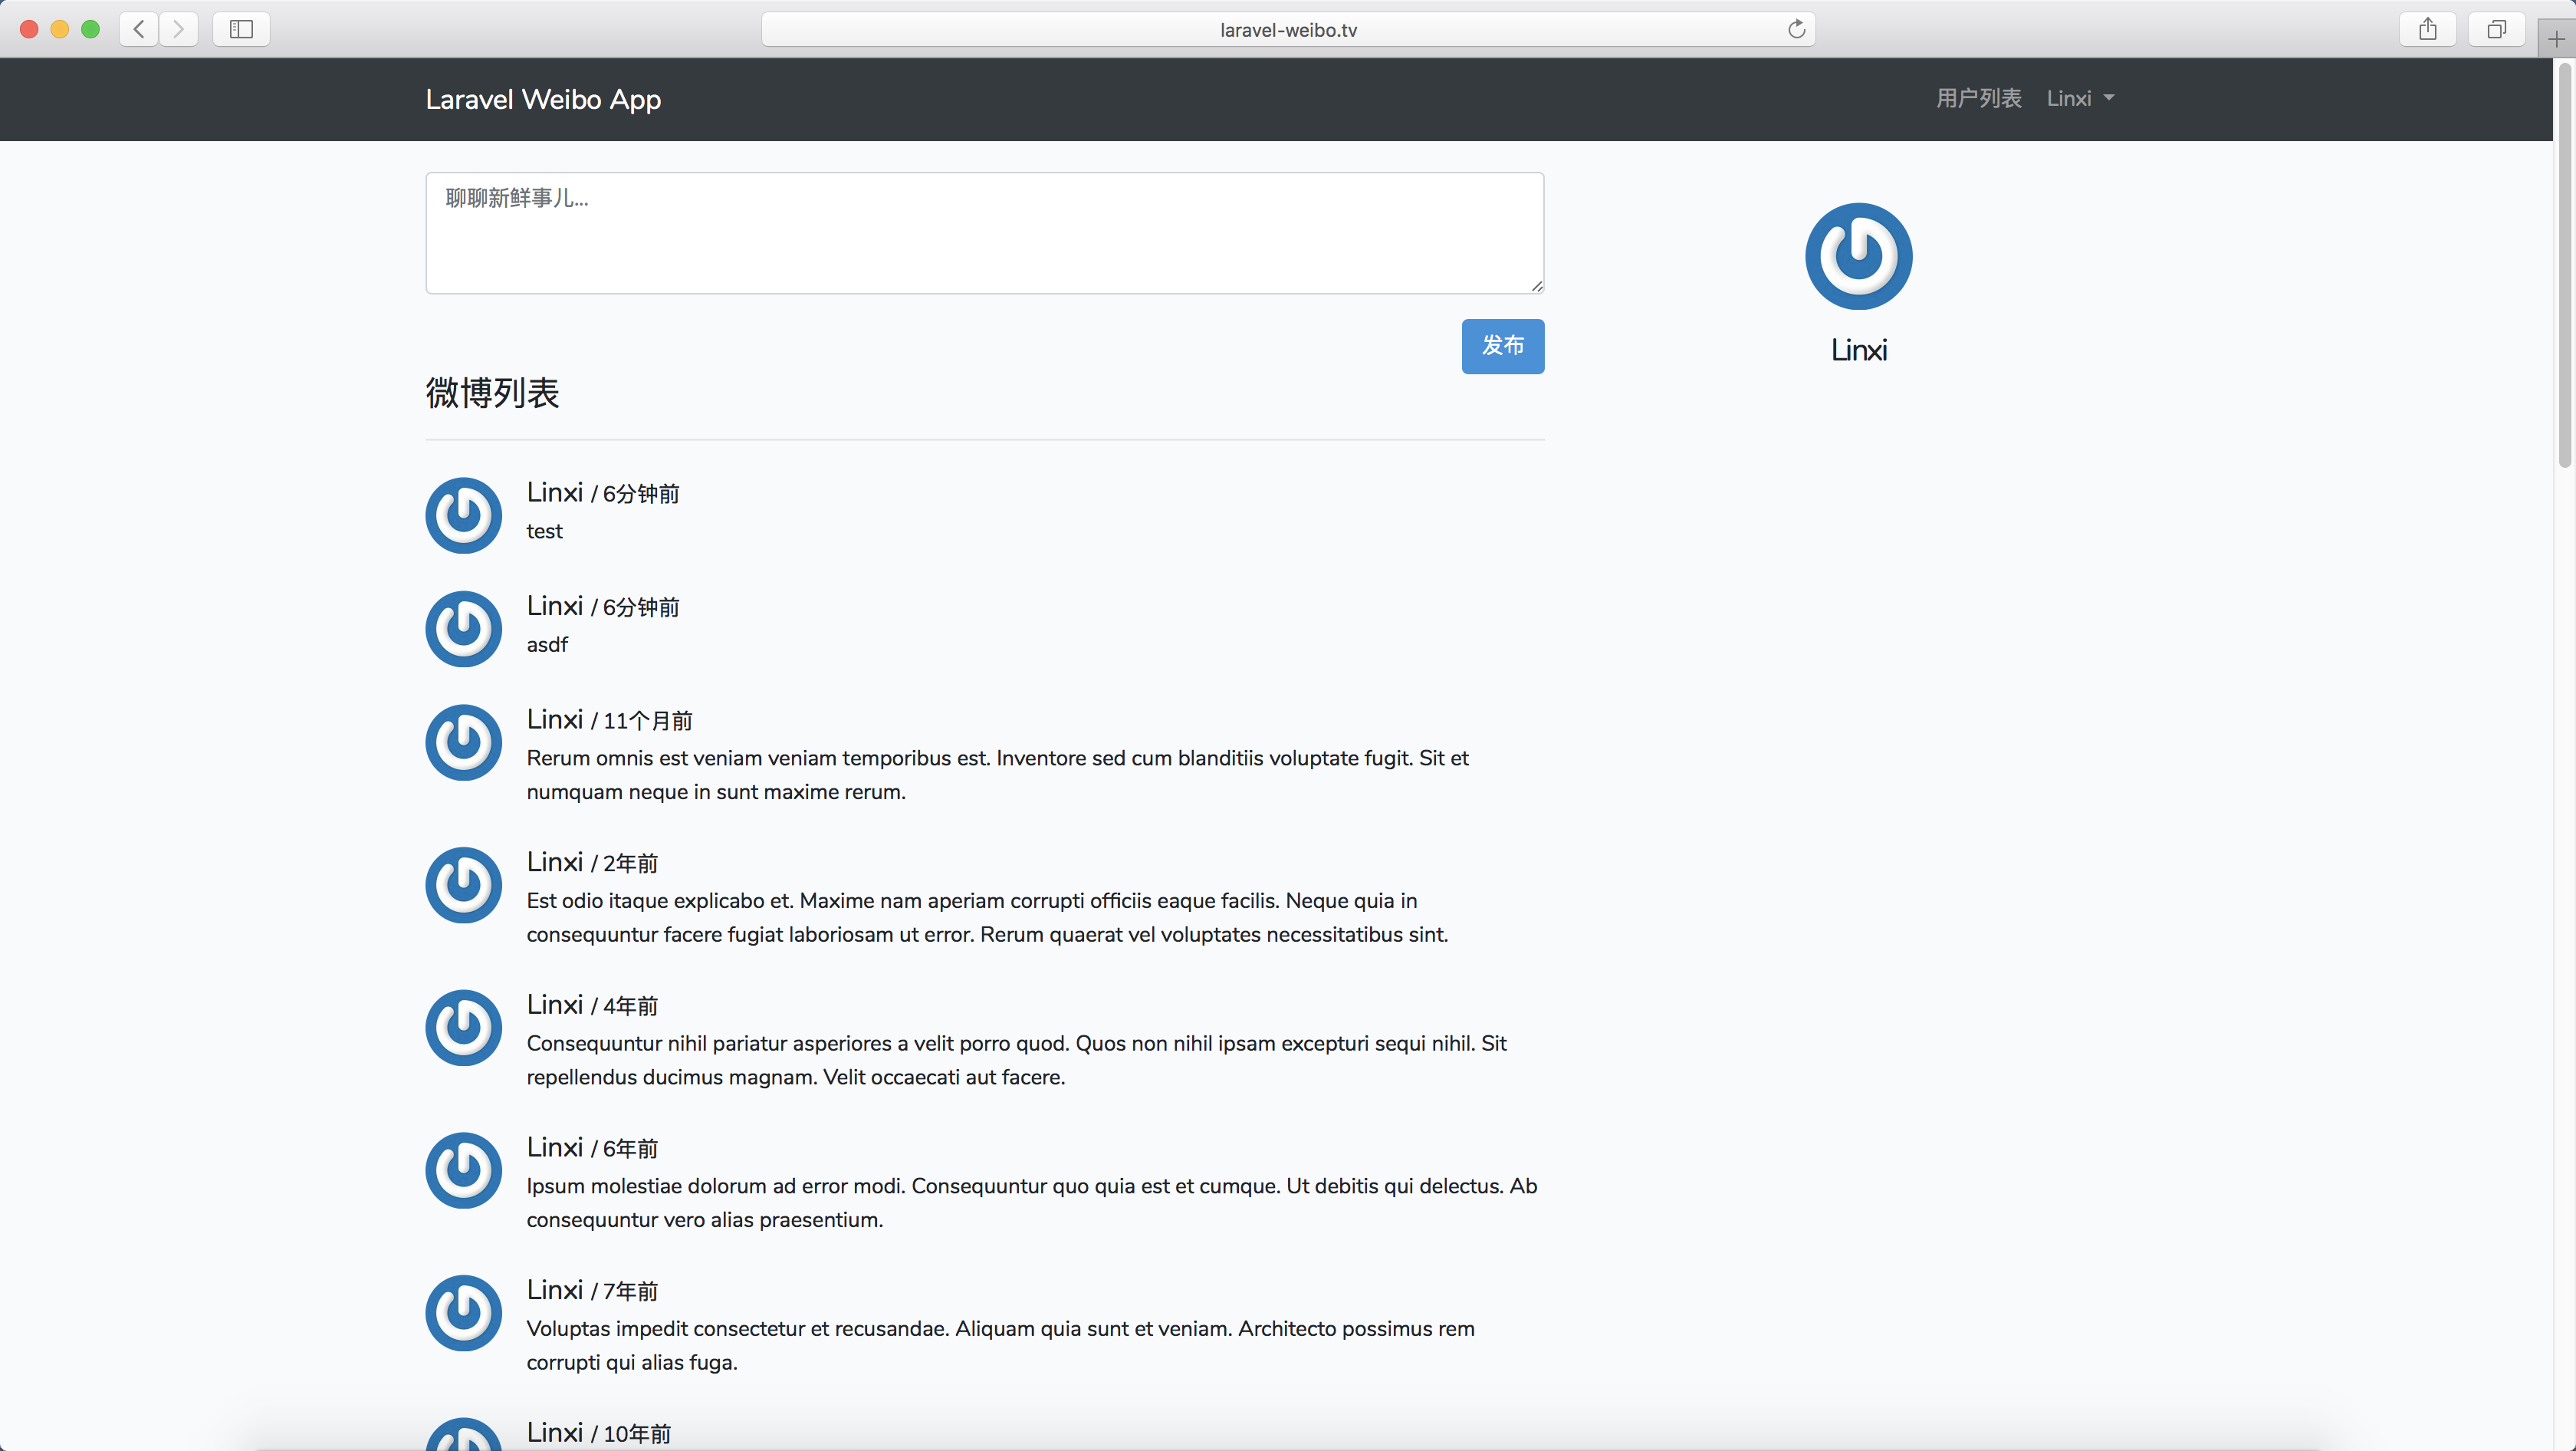 laravel-weibo.tv
Laravel Weibo App
用户列表 Linxi
聊聊新鲜事儿...
发布
Linxi
微博列表
Linxi / 6分钟前
test
Linxi / 6分钟前
asdf
Linxi / 11个月前
Rerum omnis est veniam veniam temporibus est. Inventore sed cum blanditiis voluptate fugit. Sit et
numquam neque in sunt maxime rerum.
Linxi / 2年前
Est odio itaque explicabo et. Maxime nam aperiam corrupti officiis eaque facilis. Neque quia in
consequuntur facere fugiat laboriosam ut error. Rerum quaerat vel voluptates necessitatibus sint.
Linxi / 4年前
Consequuntur nihil pariatur asperiores a velit porro quod. Quos non nihil ipsam excepturi sequi nihil. Sit
repellendus ducimus magnam. Velit occaecati aut facere.
Linxi / 6年前
Ipsum molestiae dolorum ad error modi. Consequuntur quo quia est et cumque. Ut debitis qui delectus. Ab
consequuntur vero alias praesentium.
Linxi / 7年前
Voluptas impedit consectetur et recusandae. Aliquam quia sunt et veniam. Architecto possimus rem
corrupti qui alias fuga.
Linxi / 10年前